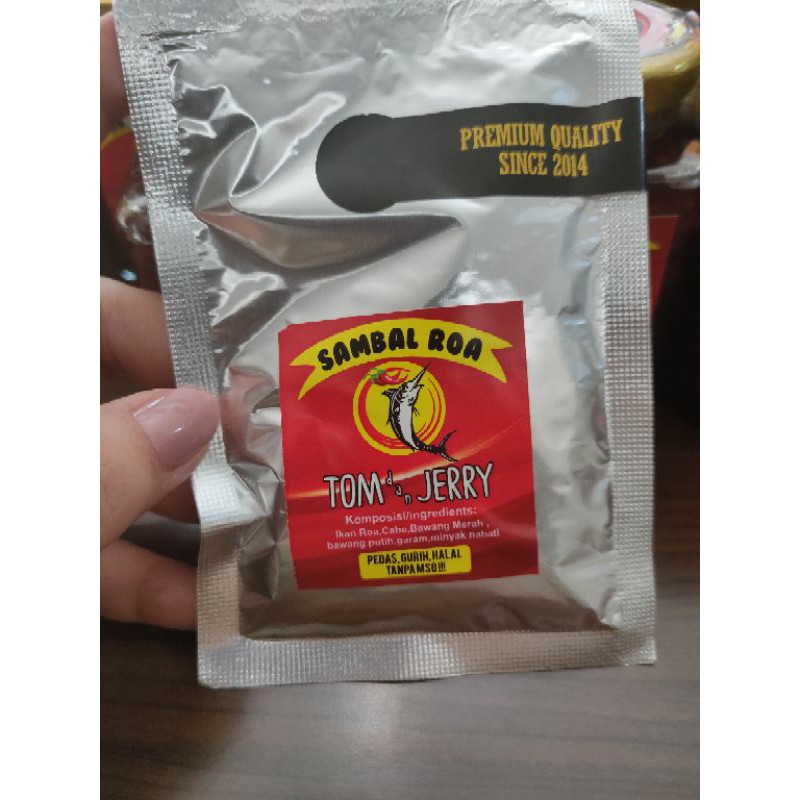 PREMIUM QUALITY
SINCE 2014
SAMBAL ROA
TOM dan JERRY
Komposisi/ingredients:
Ikan Roa,Cabe,Bawang Merah,
bawang putih,garam,minyak nabati
PEDAS,GURIH,HALAL
TANPA MSG!!!